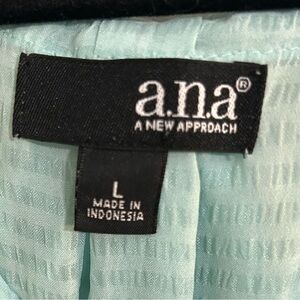 a.n.a®
A NEW APPROACH
L
MADE IN
INDONESIA